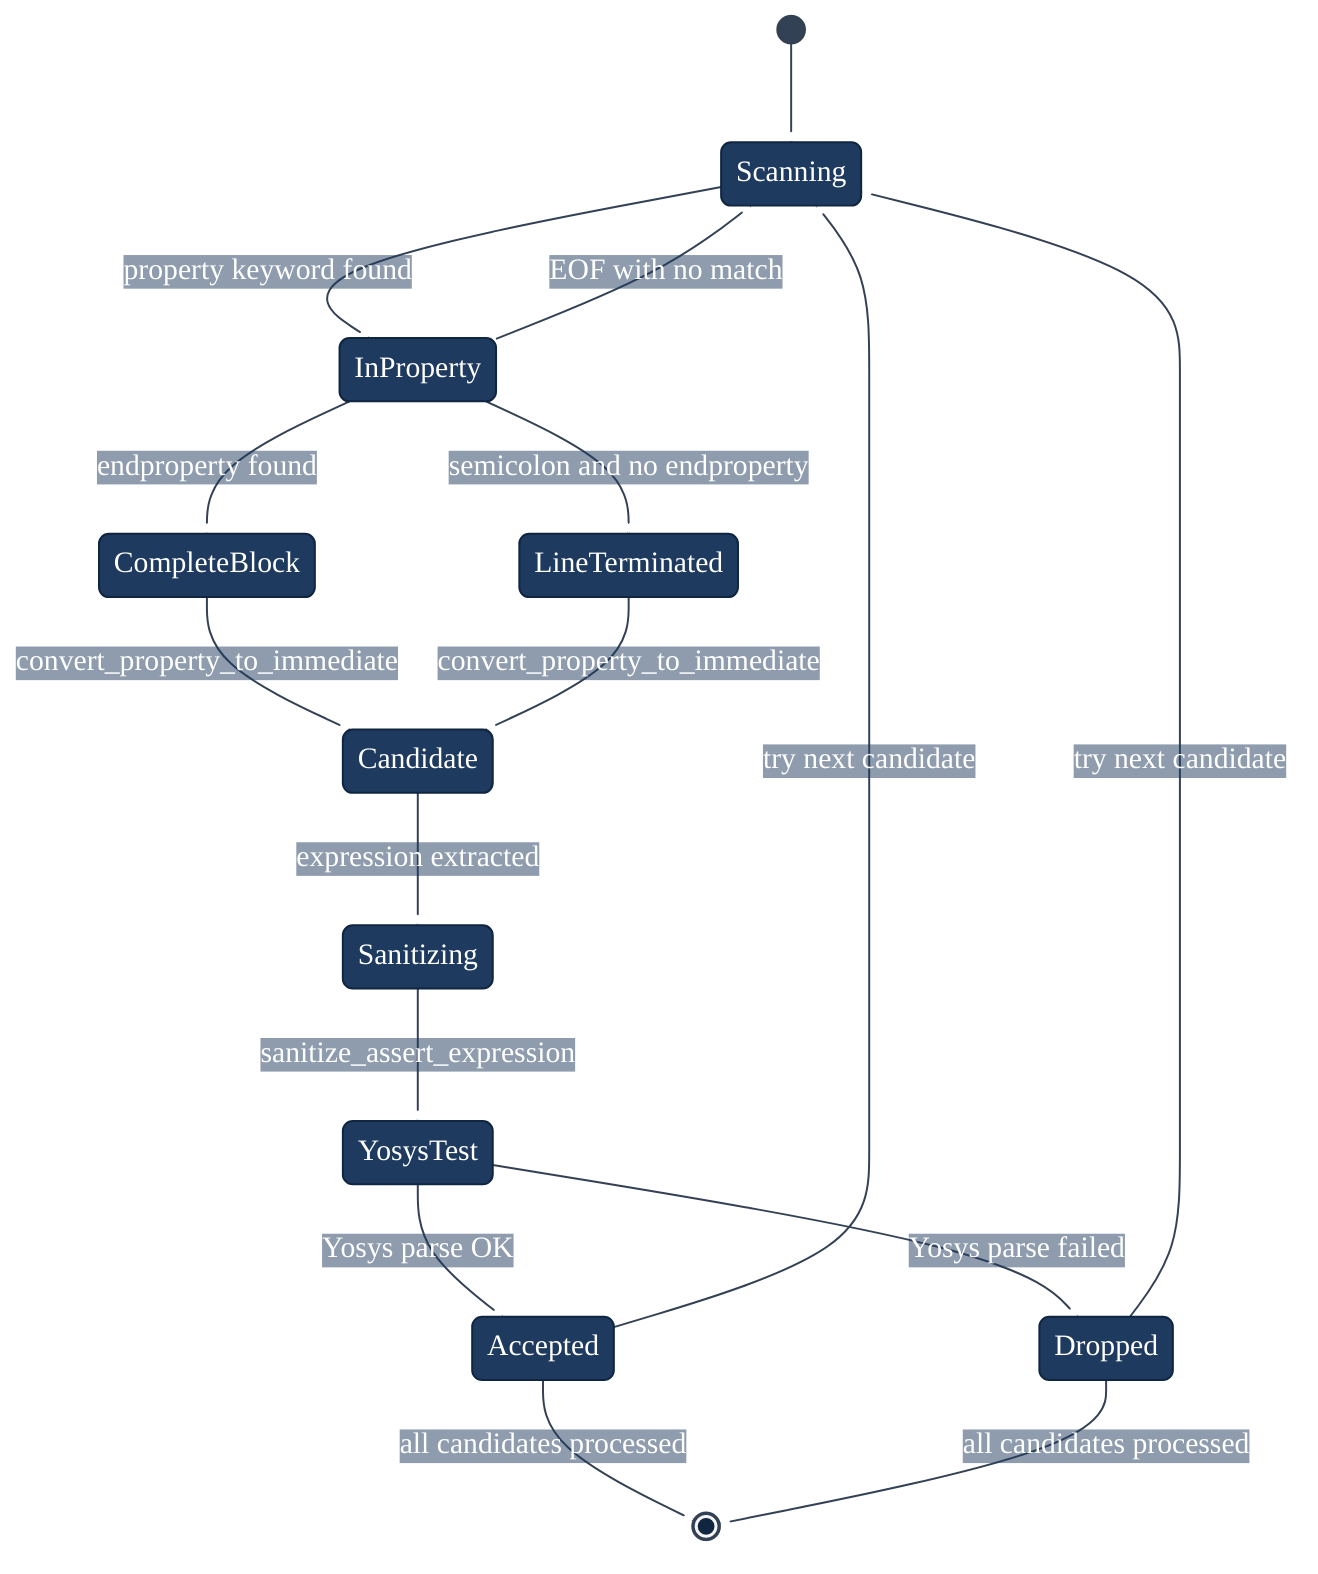 Scanning
property keyword found
EOF with no match
InProperty
endproperty found
semicolon and no endproperty
CompleteBlock
LineTerminated
convert_property_to_immediate
convert_property_to_immediate
Candidate
try next candidate
try next candidate
expression extracted
Sanitizing
sanitize_assert_expression
YosysTest
Yosys parse OK
Yosys parse failed
Accepted
Dropped
all candidates processed
all candidates processed